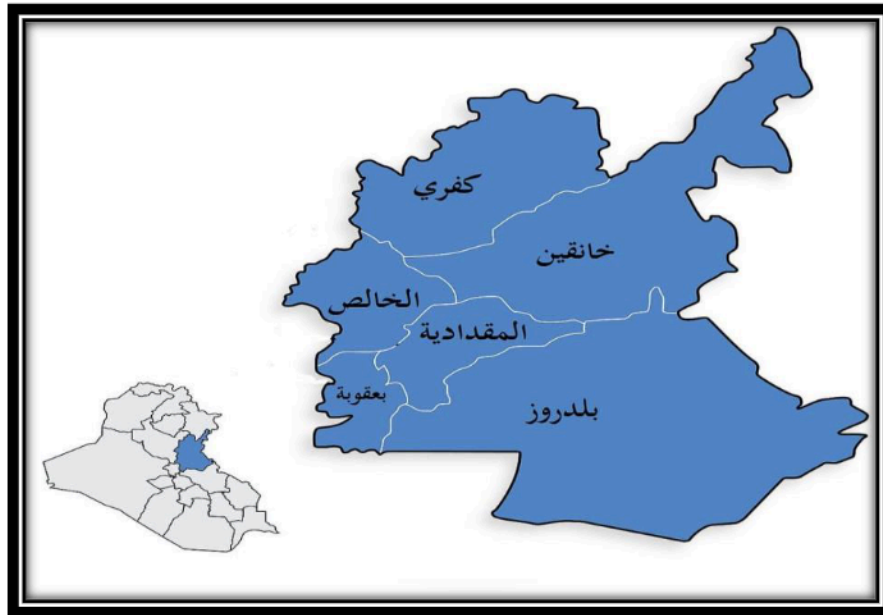 كفري
خانقين
الخالص
المقدادية
بعقوبة
بلدروز